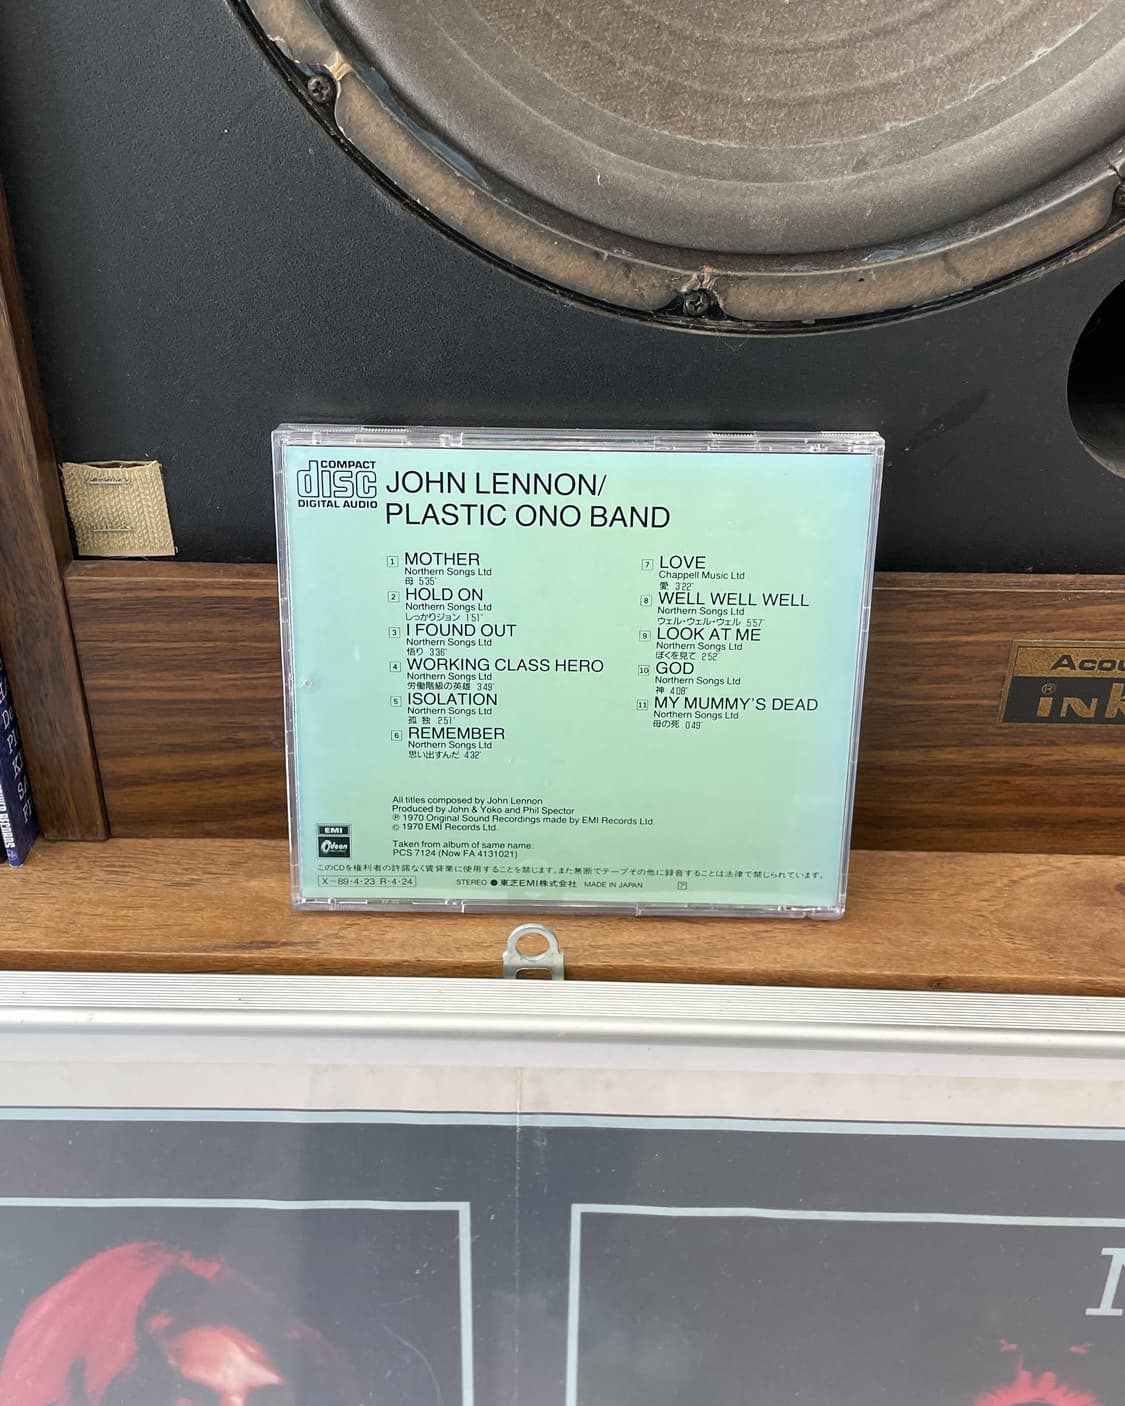 COMPACT
disc
DIGITAL AUDIO
JOHN LENNON/
PLASTIC ONO BAND
1 MOTHER
Northern Songs Ltd
母 5'35"
2 HOLD ON
Northern Songs Ltd
しっかりジョン 1'51"
3 I FOUND OUT
Northern Songs Ltd
悟り 3'36"
4 WORKING CLASS HERO
Northern Songs Ltd
労働階級の英雄 3'49"
5 ISOLATION
Northern Songs Ltd
孤 独 2'51"
6 REMEMBER
Northern Songs Ltd
思い出すんだ 4'32"
7 LOVE
Chappell Music Ltd
愛 3'22"
8 WELL WELL WELL
Northern Songs Ltd
ウェル・ウェル・ウェル 5'57"
9 LOOK AT ME
Northern Songs Ltd
ぼくを見て 2'52"
10 GOD
Northern Songs Ltd
神 4'08"
11 MY MUMMY'S DEAD
Northern Songs Ltd
母の死 0'49"
All titles composed by John Lennon
Produced by John & Yoko and Phil Spector
℗ 1970 Original Sound Recordings made by EMI Records Ltd.
© 1970 EMI Records Ltd.
Taken from album of same name:
PCS 7124 (Now FA 4131021)
EMI
Odeon
このCDを権利者の許諾なく賃貸業に使用することを禁じます。また無断でテープその他に録音することは法律で禁じられています。
X-89・4・23 R・4・24
STEREO ● 東芝EMI株式会社 MADE IN JAPAN
ア